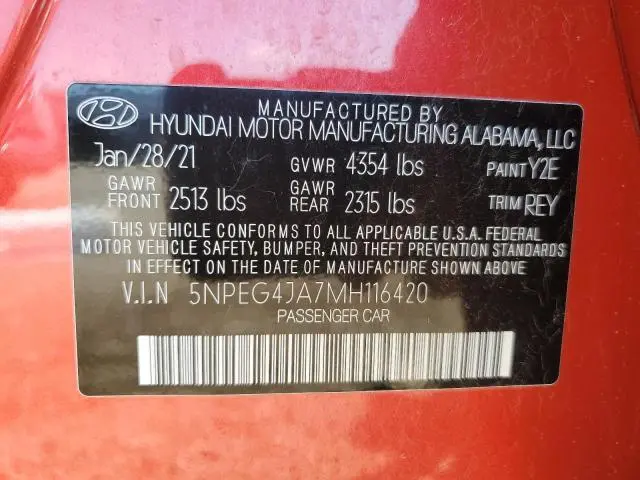 MANUFACTURED BY
HYUNDAI MOTOR MANUFACTURING ALABAMA, LLC
Jan/28/21 GVWR 4354 lbs PAINT Y2E
GAWR FRONT 2513 lbs GAWR REAR 2315 lbs TRIM REY
THIS VEHICLE CONFORMS TO ALL APPLICABLE U.S.A. FEDERAL
MOTOR VEHICLE SAFETY, BUMPER, AND THEFT PREVENTION STANDARDS
IN EFFECT ON THE DATE OF MANUFACTURE SHOWN ABOVE.
V.I.N 5NPEG4JA7MH116420
PASSENGER CAR